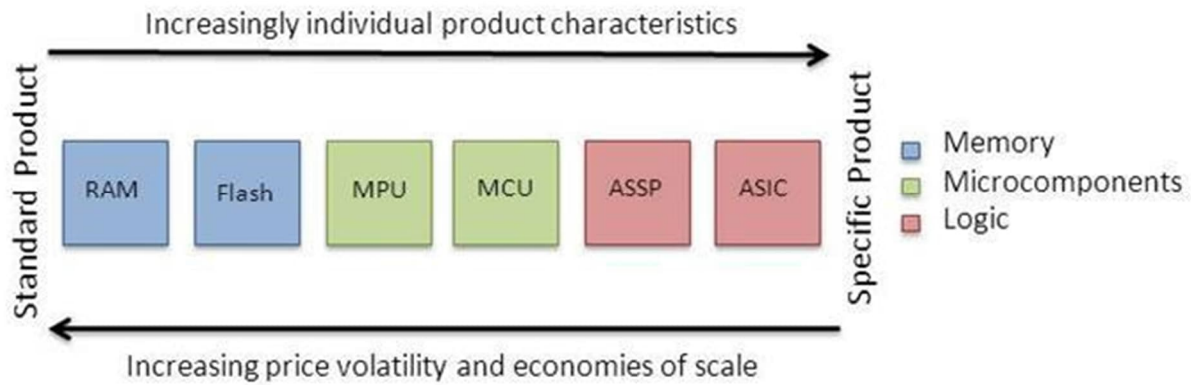 Increasingly individual product characteristics
Standard Product
RAM
Flash
MPU
MCU
ASSP
ASIC
Specific Product
Memory
Microcomponents
Logic
Increasing price volatility and economies of scale